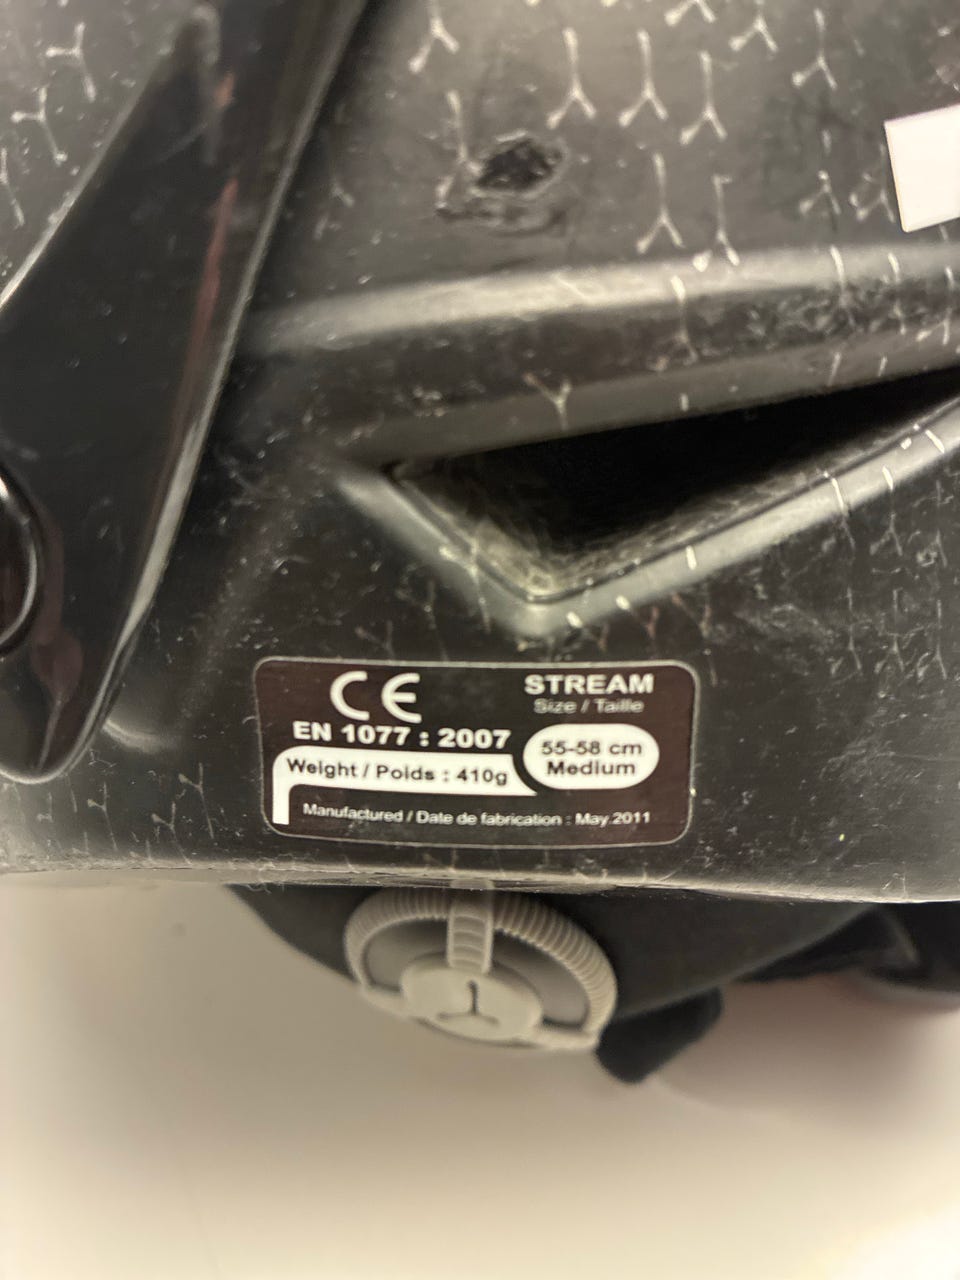 CE
STREAM
Size / Taille
EN 1077 : 2007
55-58 cm
Medium
Weight / Poids : 410g
Manufactured / Date de fabrication : May 2011